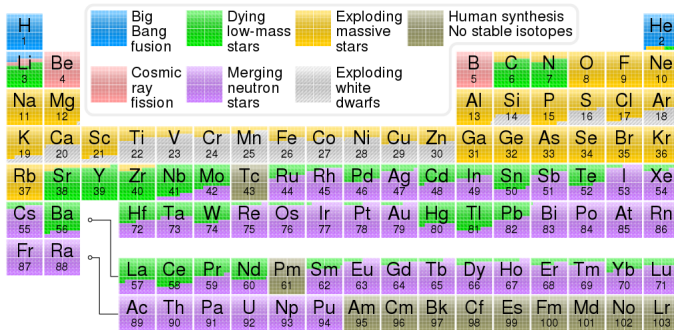 H Big Bang fusion Dying low-mass stars Exploding massive stars Human synthesis No stable isotopes He
1 2
Li Be Cosmic ray fission Merging neutron stars Exploding white dwarfs B C N O F Ne
3 4 5 6 7 8 9 10
Na Mg Al Si P S Cl Ar
11 12 13 14 15 16 17 18
K Ca Sc Ti V Cr Mn Fe Co Ni Cu Zn Ga Ge As Se Br Kr
19 20 21 22 23 24 25 26 27 28 29 30 31 32 33 34 35 36
Rb Sr Y Zr Nb Mo Tc Ru Rh Pd Ag Cd In Sn Sb Te I Xe
37 38 39 40 41 42 43 44 45 46 47 48 49 50 51 52 53 54
Cs Ba Hf Ta W Re Os Ir Pt Au Hg Tl Pb Bi Po At Rn
55 56 72 73 74 75 76 77 78 79 80 81 82 83 84 85 86
Fr Ra
87 88
La Ce Pr Nd Pm Sm Eu Gd Tb Dy Ho Er Tm Yb Lu
57 58 59 60 61 62 63 64 65 66 67 68 69 70 71
Ac Th Pa U Np Pu Am Cm Bk Cf Es Fm Md No Lr
89 90 91 92 93 94 95 96 97 98 99 100 101 102 103